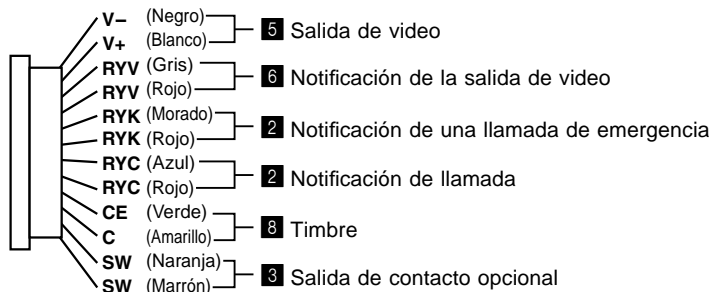 V– (Negro)
5 Salida de video
V+ (Blanco)
RYV (Gris)
6 Notificación de la salida de video
RYV (Rojo)
RYK (Morado)
2 Notificación de una llamada de emergencia
RYK (Rojo)
RYC (Azul)
2 Notificación de llamada
RYC (Rojo)
CE (Verde)
8 Timbre
C (Amarillo)
SW (Naranja)
3 Salida de contacto opcional
SW (Marrón)